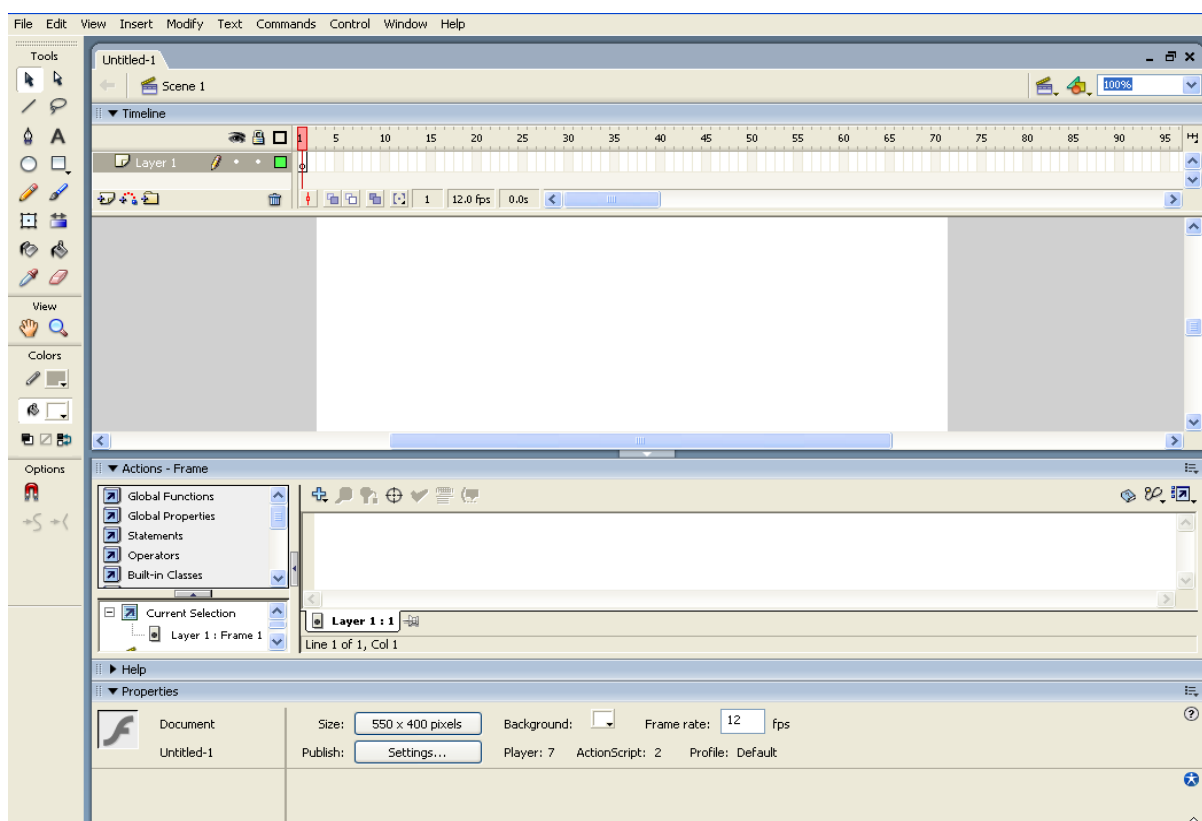 File Edit View Insert Modify Text Commands Control Window Help
Tools
Untitled-1
Scene 1
100%
Timeline
1 5 10 15 20 25 30 35 40 45 50 55 60 65 70 75 80 85 90 95
Layer 1
1 12.0 fps 0.0s
View
Colors
Options
Actions - Frame
Global Functions
Global Properties
Statements
Operators
Built-in Classes
Current Selection
Layer 1 : Frame 1
Layer 1 : 1
Line 1 of 1, Col 1
Help
Properties
Document Size: 550 x 400 pixels Background: Frame rate: 12 fps
Untitled-1 Publish: Settings... Player: 7 ActionScript: 2 Profile: Default